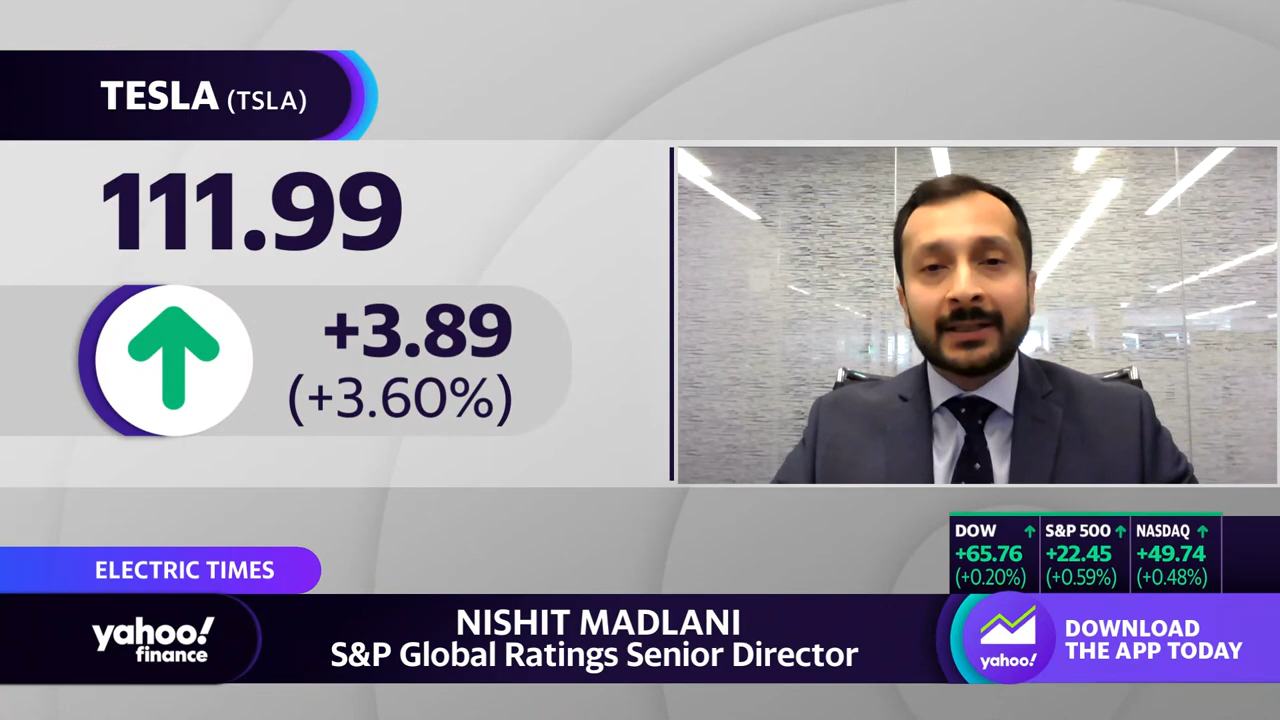 TESLA (TSLA)
111.99
+3.89
(+3.60%)
ELECTRIC TIMES
DOW
+65.76
(+0.20%)
S&P 500
+22.45
(+0.59%)
NASDAQ
+49.74
(+0.48%)
yahoo!
finance
NISHIT MADLANI
S&P Global Ratings Senior Director
yahoo!
DOWNLOAD
THE APP TODAY